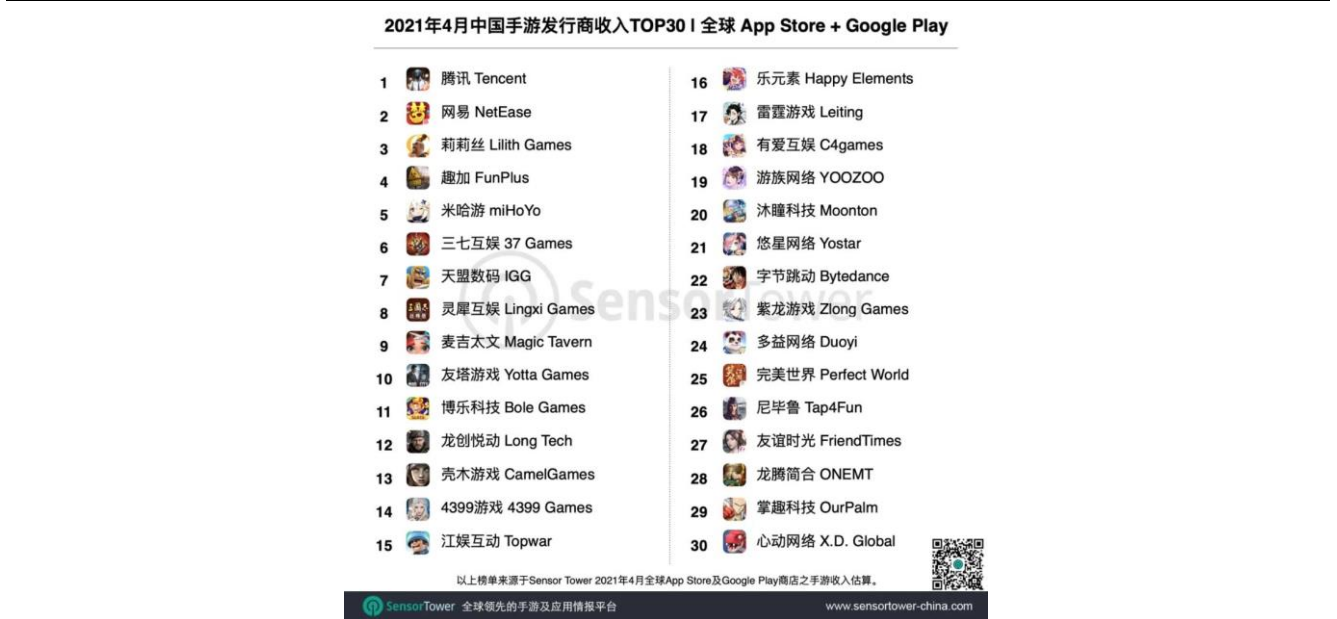 2021年4月中国手游发行商收入TOP30 | 全球 App Store + Google Play
1 腾讯 Tencent
2 网易 NetEase
3 莉莉丝 Lilith Games
4 趣加 FunPlus
5 米哈游 miHoYo
6 三七互娱 37 Games
7 天盟数码 IGG
8 灵犀互娱 Lingxi Games
9 麦吉太文 Magic Tavern
10 友塔游戏 Yotta Games
11 博乐科技 Bole Games
12 龙创悦动 Long Tech
13 壳木游戏 CamelGames
14 4399游戏 4399 Games
15 江娱互动 Topwar
16 乐元素 Happy Elements
17 雷霆游戏 Leiting
18 有爱互娱 C4games
19 游族网络 YOOZOO
20 沐瞳科技 Moonton
21 悠星网络 Yostar
22 字节跳动 Bytedance
23 紫龙游戏 Zlong Games
24 多益网络 Duoyi
25 完美世界 Perfect World
26 尼毕鲁 Tap4Fun
27 友谊时光 FriendTimes
28 龙腾简合 ONEMT
29 掌趣科技 OurPalm
30 心动网络 X.D. Global
SensorTower
以上榜单来源于Sensor Tower 2021年4月全球App Store及Google Play商店之手游收入估算。
SensorTower 全球领先的手游及应用情报平台
www.sensortower-china.com